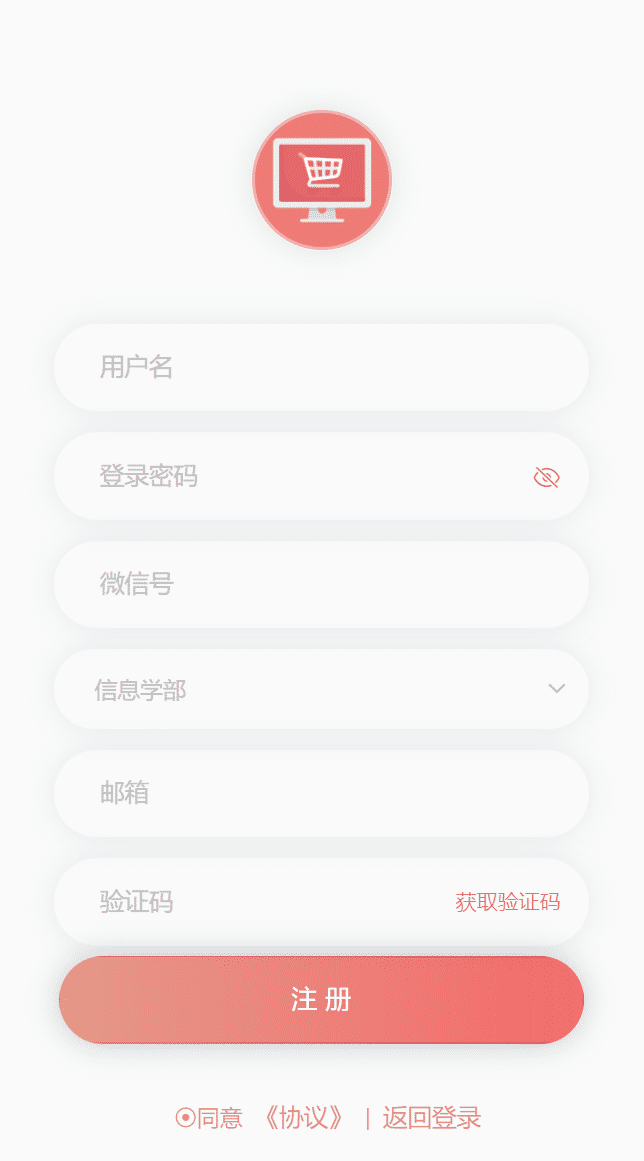 用户名
登录密码
微信号
信息学部
邮箱
验证码 获取验证码
注 册
同意 《协议》 | 返回登录